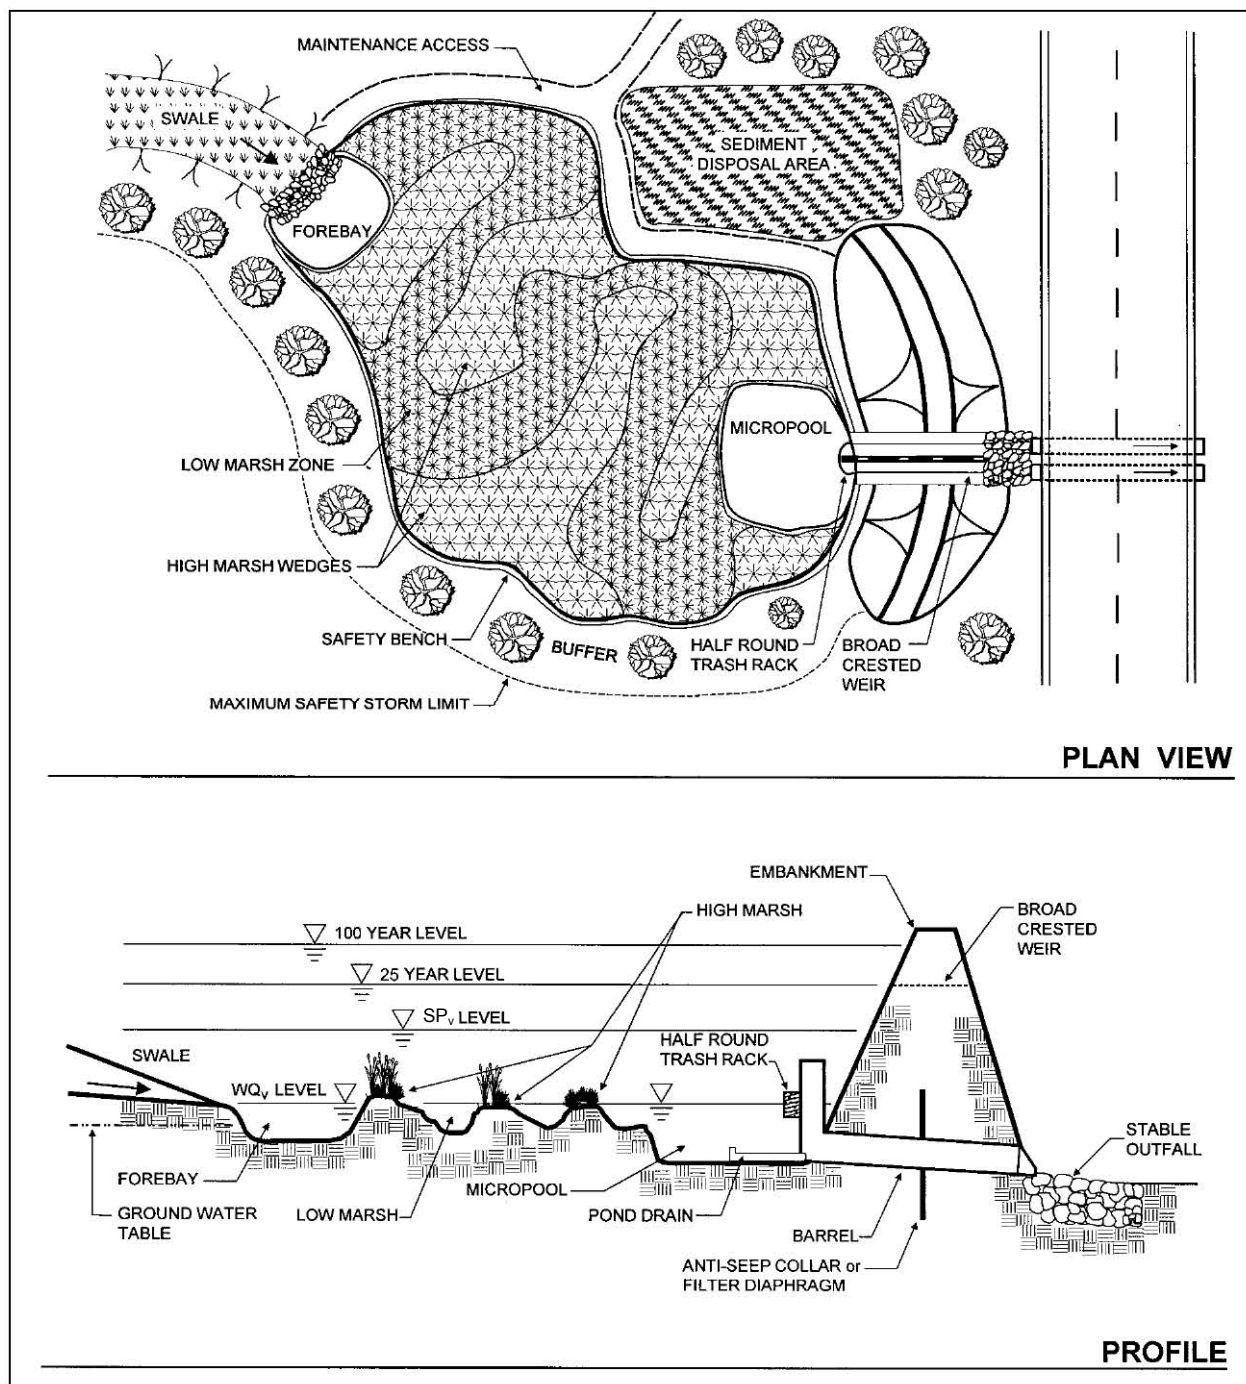 MAINTENANCE ACCESS
SWALE
SEDIMENT
DISPOSAL AREA
FOREBAY
MICROPOOL
LOW MARSH ZONE
HIGH MARSH WEDGES
SAFETY BENCH
BUFFER
HALF ROUND
TRASH RACK
BROAD
CRESTED
WEIR
MAXIMUM SAFETY STORM LIMIT
PLAN VIEW
EMBANKMENT
HIGH MARSH
BROAD
CRESTED
WEIR
100 YEAR LEVEL
25 YEAR LEVEL
SPv LEVEL
HALF ROUND
TRASH RACK
SWALE
WQv LEVEL
STABLE
OUTFALL
FOREBAY
MICROPOOL
GROUND WATER
TABLE
LOW MARSH
POND DRAIN
BARREL
ANTI-SEEP COLLAR or
FILTER DIAPHRAGM
PROFILE